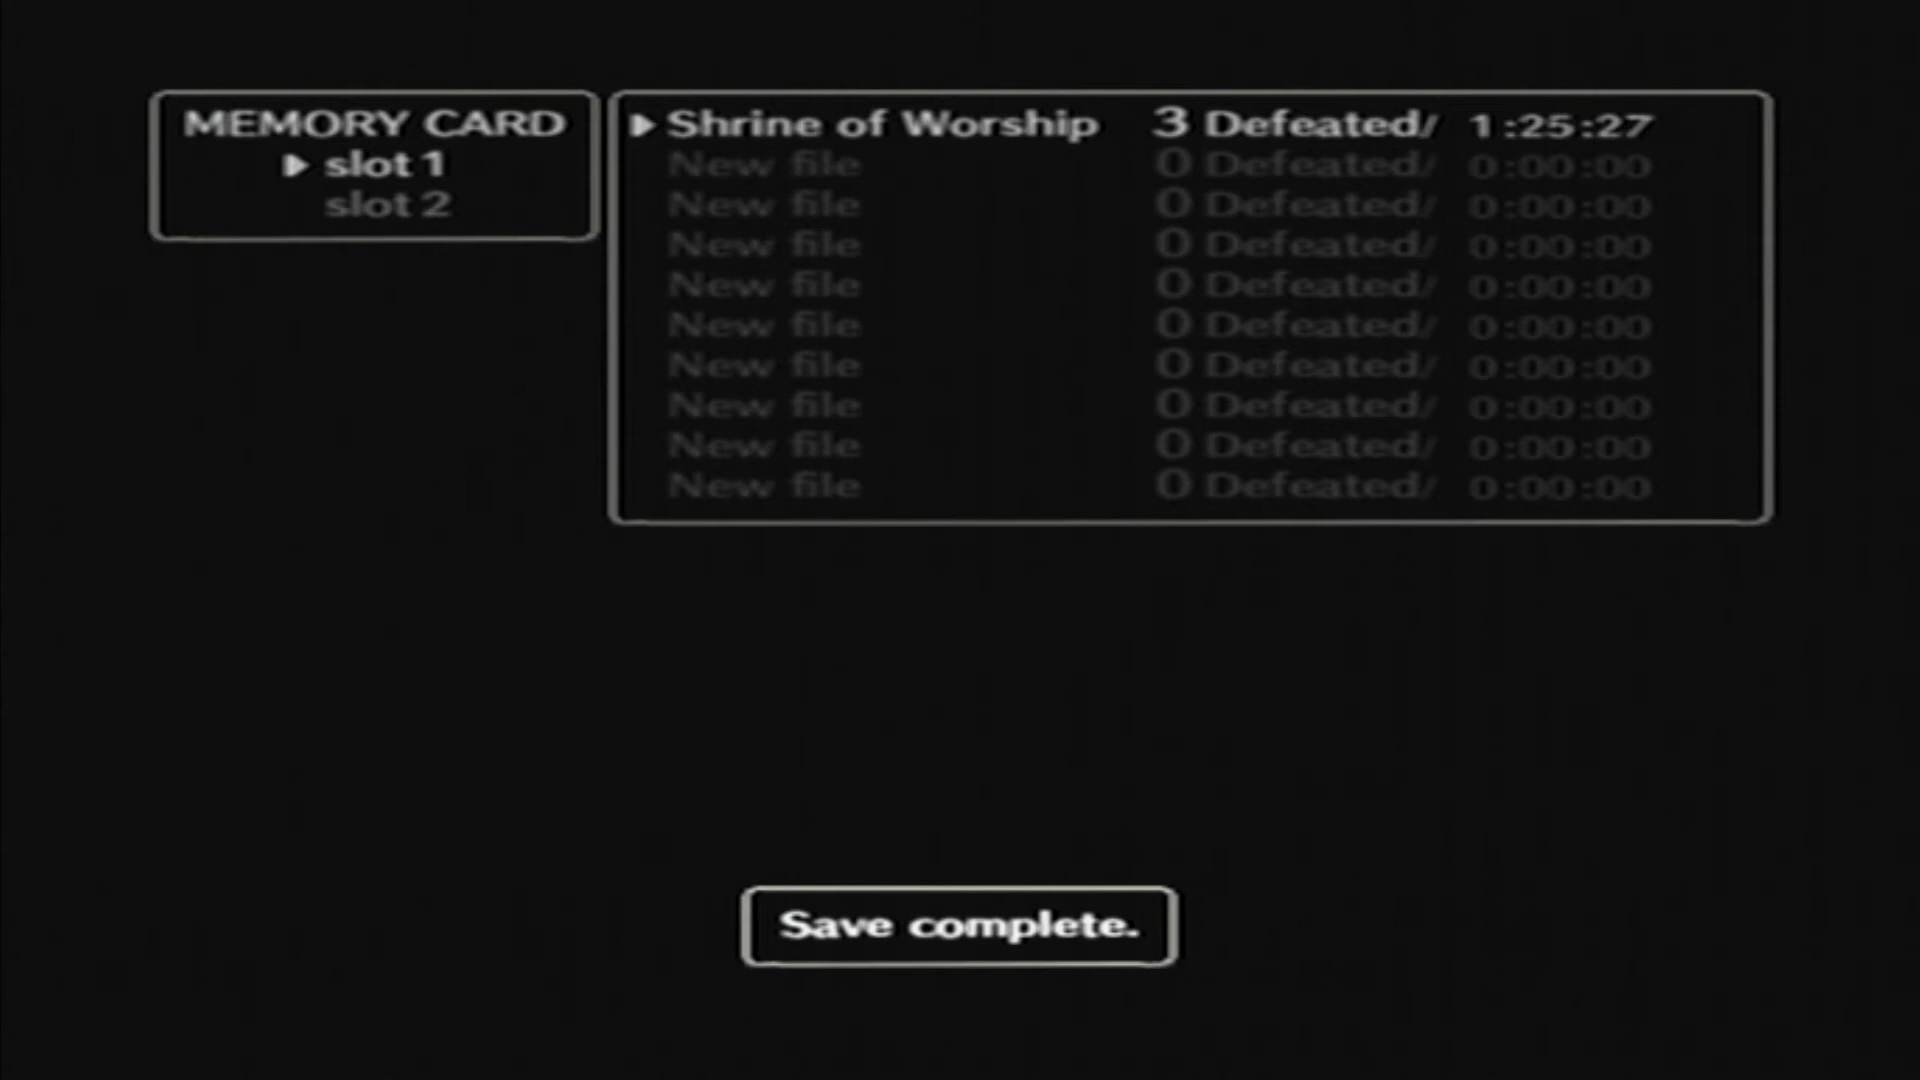 MEMORY CARD
slot 1
slot 2
Shrine of Worship 3 Defeated/ 1:25:27
New file 0 Defeated/ 0:00:00
New file 0 Defeated/ 0:00:00
New file 0 Defeated/ 0:00:00
New file 0 Defeated/ 0:00:00
New file 0 Defeated/ 0:00:00
New file 0 Defeated/ 0:00:00
New file 0 Defeated/ 0:00:00
New file 0 Defeated/ 0:00:00
New file 0 Defeated/ 0:00:00
Save complete.